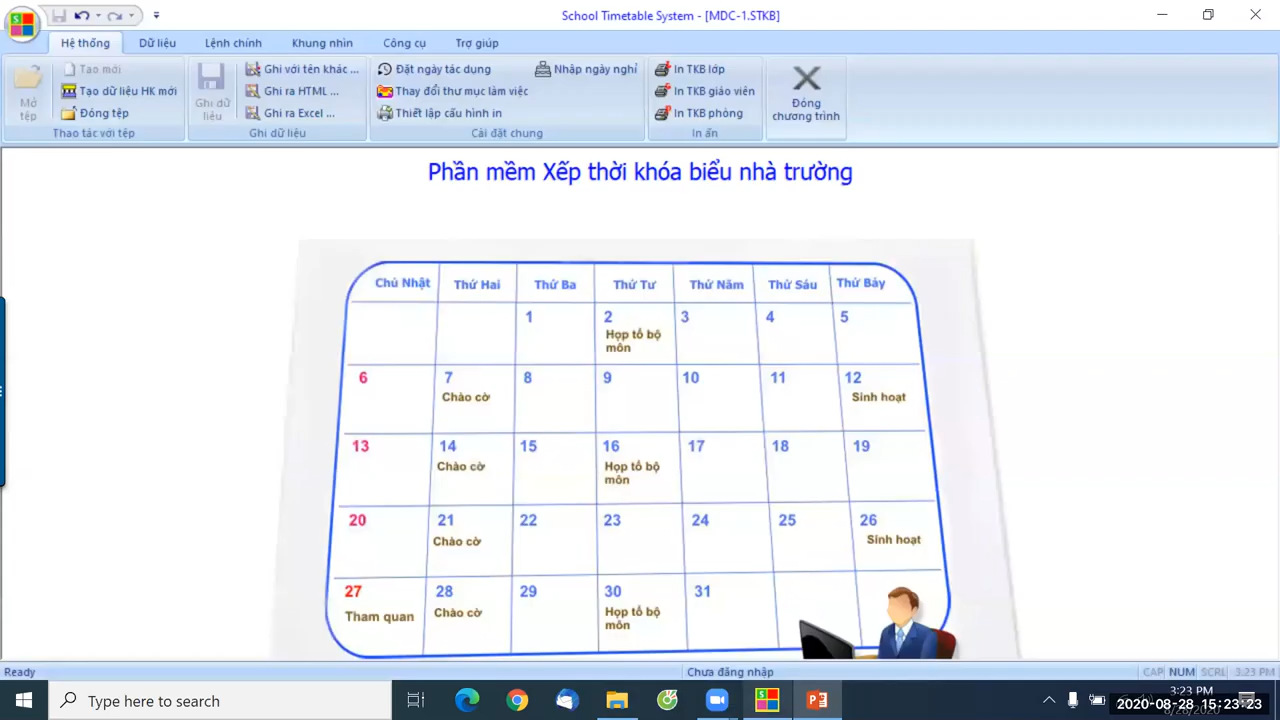 School Timetable System - [MDC-1.STKB]
Hệ thống Dữ liệu Lệnh chính Khung nhìn Công cụ Trợ giúp
Mở tệp
Tạo mới
Tạo dữ liệu HK mới
Đóng tệp
Thao tác với tệp
Ghi dữ liệu
Ghi với tên khác ...
Ghi ra HTML ...
Ghi ra Excel ...
Ghi dữ liệu
Đặt ngày tác dụng
Thay đổi thư mục làm việc
Thiết lập cấu hình in
Nhập ngày nghỉ
Cài đặt chung
In TKB lớp
In TKB giáo viên
In TKB phòng
In ấn
Đóng
chương trình
Phần mềm Xếp thời khóa biểu nhà trường
Chủ Nhật Thứ Hai Thứ Ba Thứ Tư Thứ Năm Thứ Sáu Thứ Bảy
1 2 3 4 5
Họp tổ bộ
môn
6 7 8 9 10 11 12
Chào cờ Sinh hoạt
13 14 15 16 17 18 19
Chào cờ Họp tổ bộ
môn
20 21 22 23 24 25 26
Chào cờ Sinh hoạt
27 28 29 30 31
Tham quan Chào cờ Họp tổ bộ
môn
Ready Chưa đăng nhập CAP NUM SCRL 3:23 PM
Type here to search
3:23 PM
2020-08-28 15:23:23